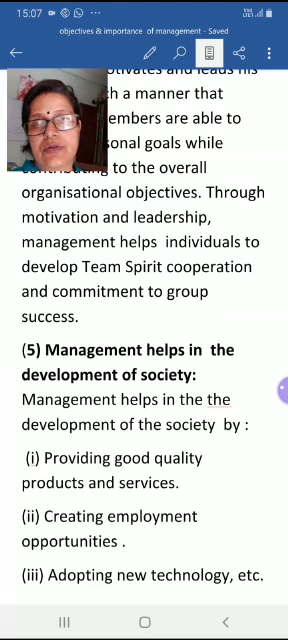 15:07
objectives & importance of management - Saved
motivates and leads his
ch a manner that
embers are able to
sonal goals while
contributing to the overall
organisational objectives. Through
motivation and leadership,
management helps individuals to
develop Team Spirit cooperation
and commitment to group
success.
(5) Management helps in the
development of society:
Management helps in the the
development of the society by :
(i) Providing good quality
products and services.
(ii) Creating employment
opportunities .
(iii) Adopting new technology, etc.